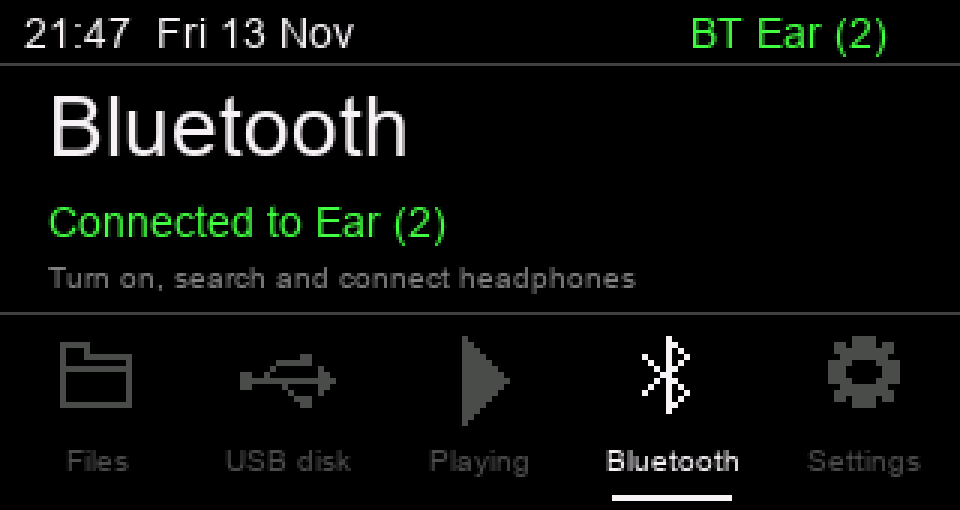 21:47 Fri 13 Nov BT Ear (2)
Bluetooth
Connected to Ear (2)
Turn on, search and connect headphones
Files USB disk Playing Bluetooth Settings